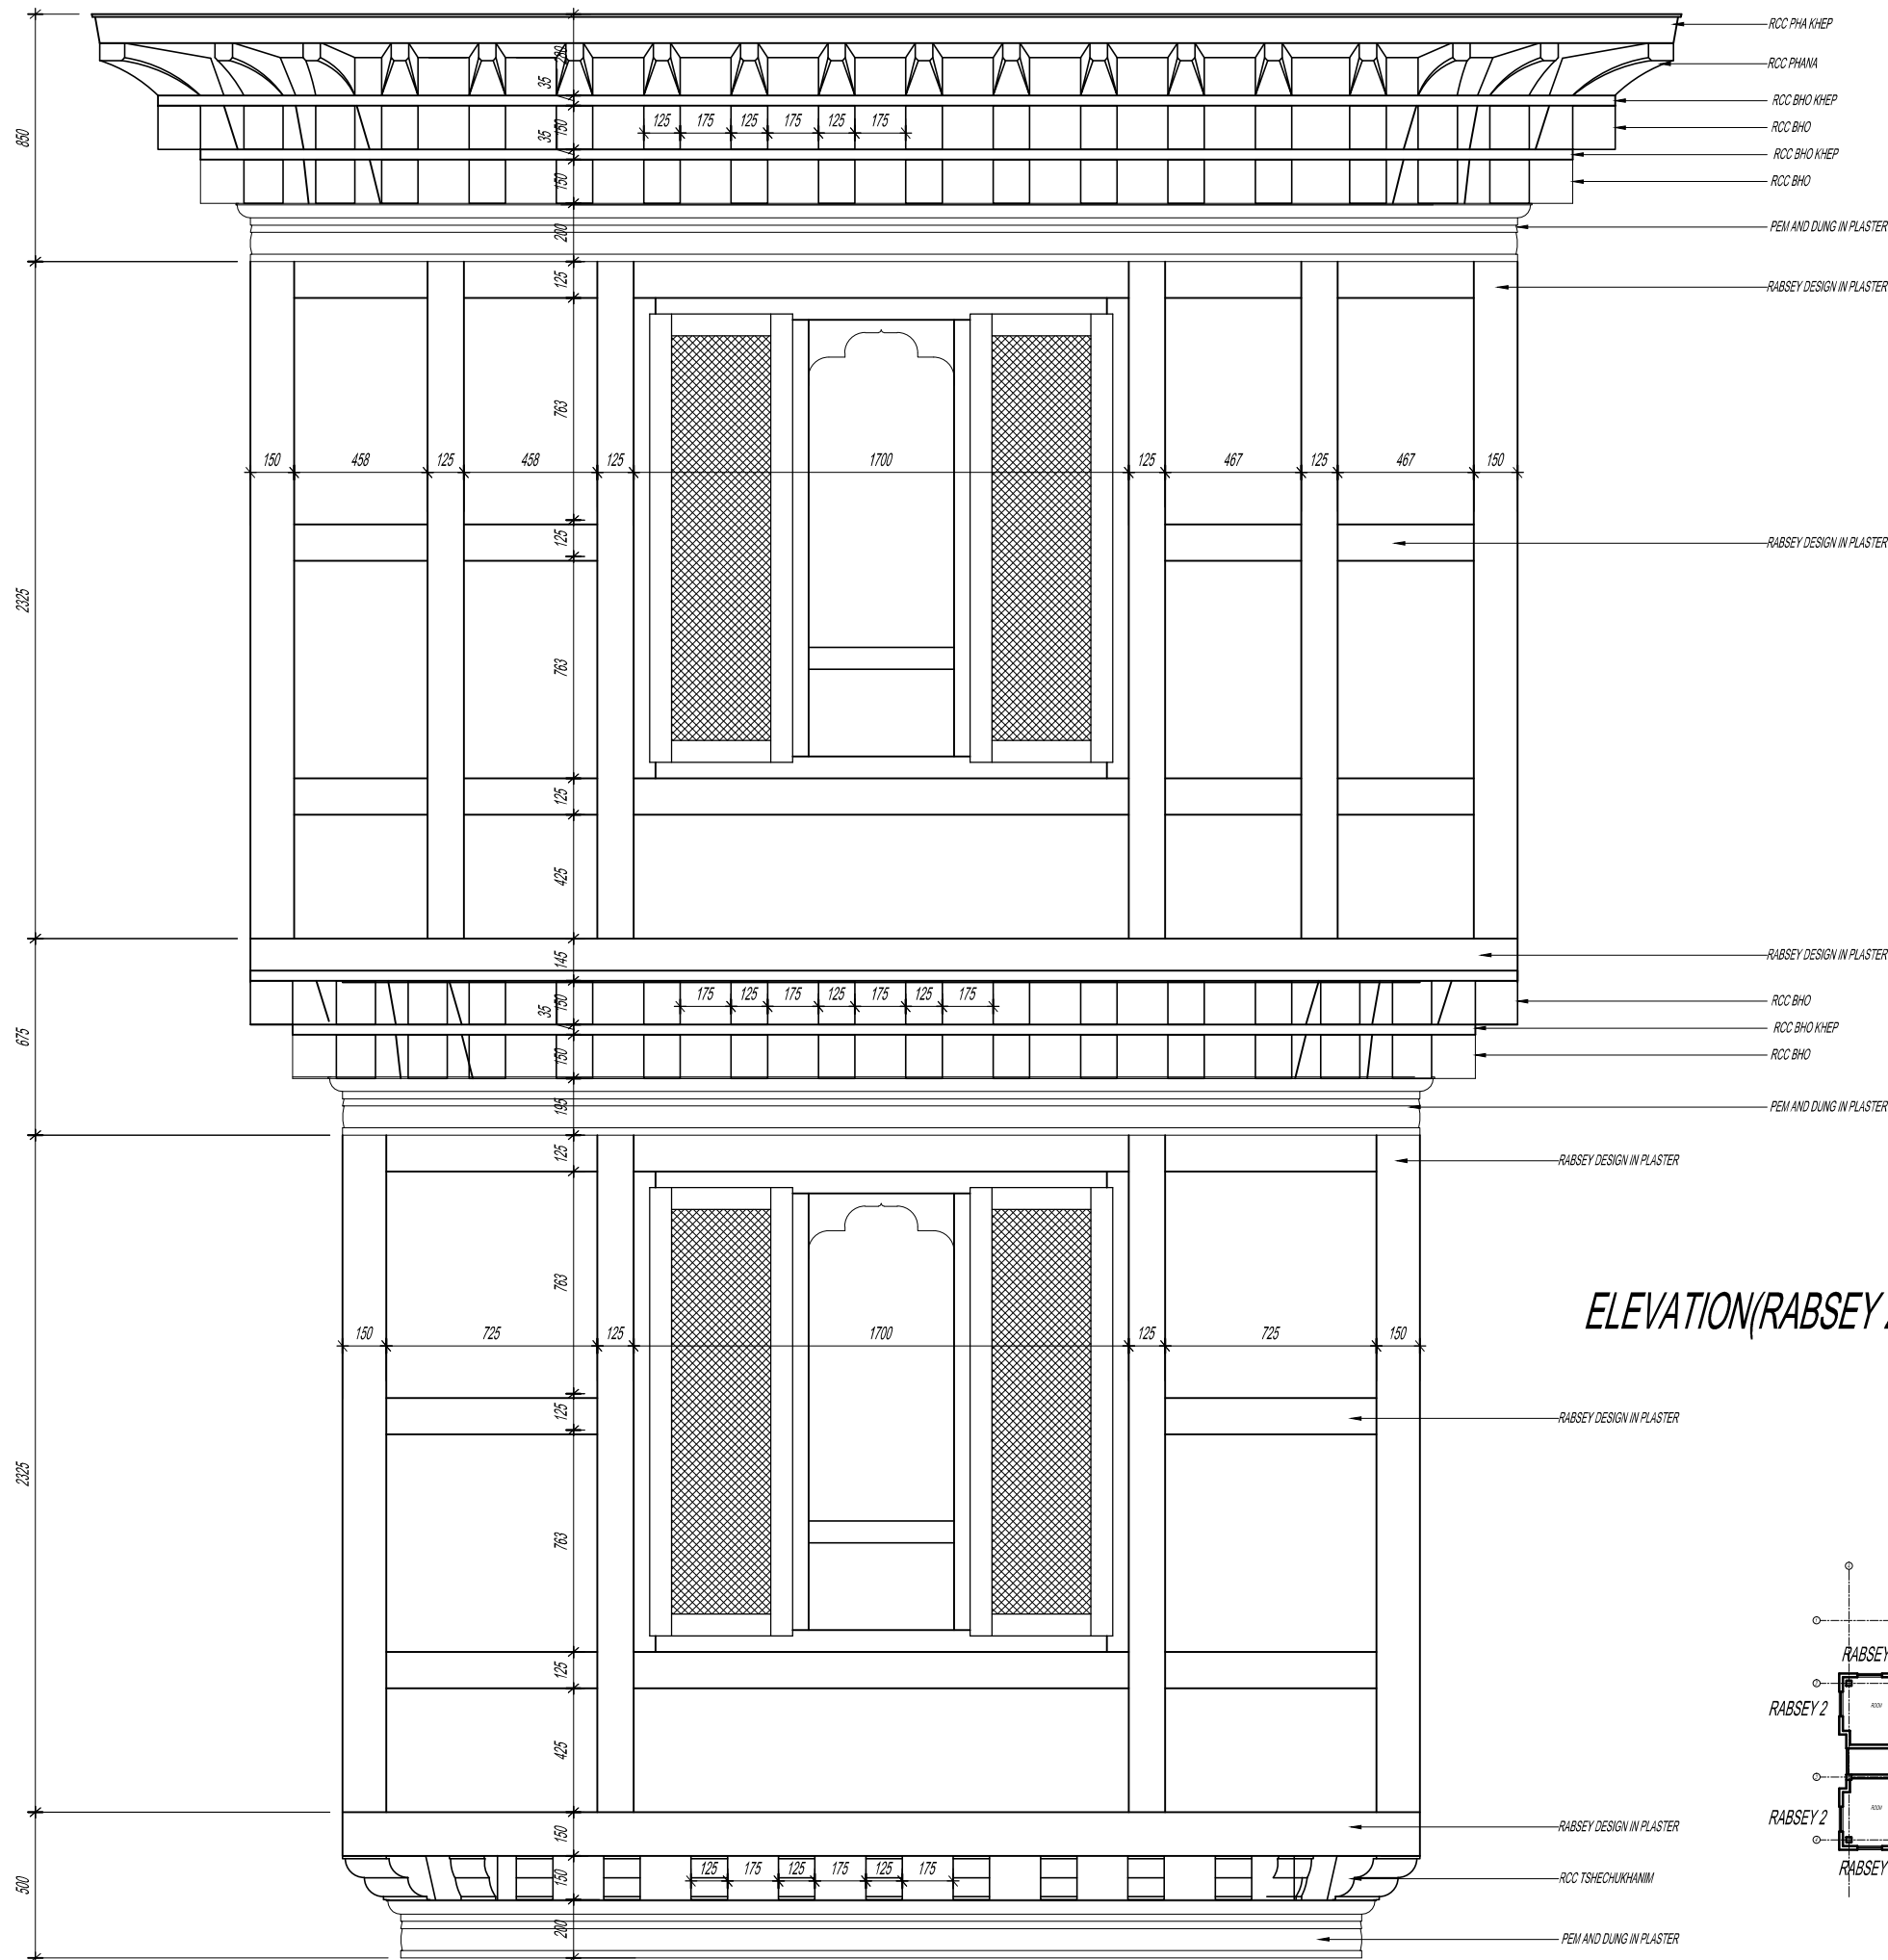 RCC PHA KHEP
200
RCC PHANA
35
RCC BHO KHEP
850
125 175 125 175 125 175
150
RCC BHO
35
RCC BHO KHEP
150
RCC BHO
200
PEM AND DUNG IN PLASTER
125
RABSEY DESIGN IN PLASTER
763
150 458 125 458 125 1700 125 467 125 467 150
125
RABSEY DESIGN IN PLASTER
2325
763
125
425
145
RABSEY DESIGN IN PLASTER
175 125 175 125 175 125 175
150
RCC BHO
35
RCC BHO KHEP
675
150
RCC BHO
195
PEM AND DUNG IN PLASTER
125
RABSEY DESIGN IN PLASTER
763
ELEVATION(RABSEY
150 725 125 1700 125 725 150
125
RABSEY DESIGN IN PLASTER
2325
763
125
RABSEY
RABSEY 2
ROOM
425
RABSEY 2
ROOM
150
RABSEY DESIGN IN PLASTER
RABSEY
125 175 125 175 125 175
150
RCC TSHECHUKHANIM
500
200
PEM AND DUNG IN PLASTER